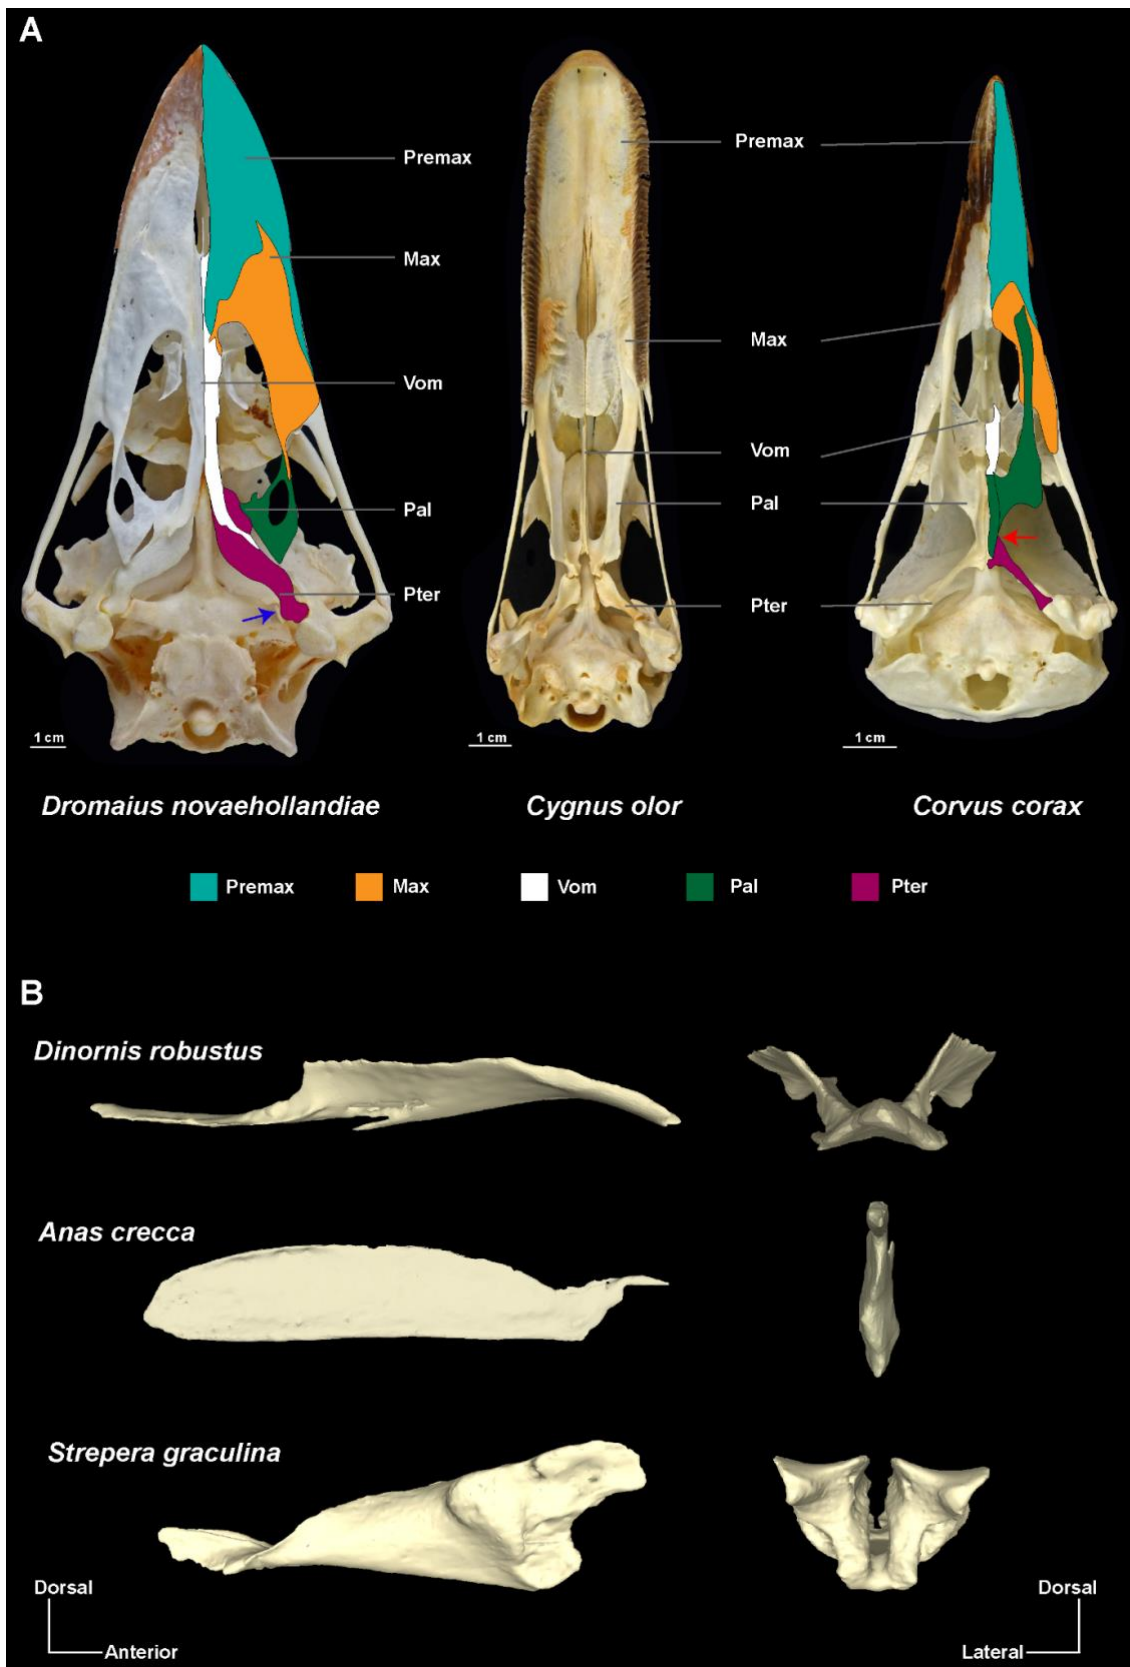 A
Premax
Max
Vom
Pal
Pter
Premax
Max
Vom
Pal
Pter
1 cm
1 cm
1 cm
Dromaius novaehollandiae
Cygnus olor
Corvus corax
Premax Max Vom Pal Pter
B
Dinornis robustus
Anas crecca
Strepera graculina
Dorsal
Anterior
Dorsal
Lateral